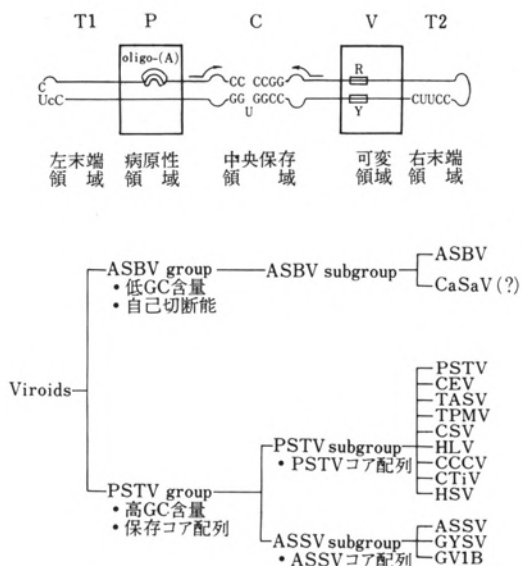 T1 P C V T2
oligo-(A)
R
C CC CCGG
UcC GG GGCC CUUCC
U Y
左末端 病原性 中央保存 可変 右末端
領 域 領 域 領 域 領域 領 域
ASBV group ASBV subgroup ASBV
・低GC含量 CaSaV(?)
・自己切断能
Viroids
PSTV group
・高GC含量
・保存コア配列
PSTV subgroup
・PSTVコア配列
PSTV
CEV
TASV
TPMV
CSV
HLV
CCCV
CTiV
HSV
ASSV subgroup
・ASSVコア配列
ASSV
GYSV
GV1B